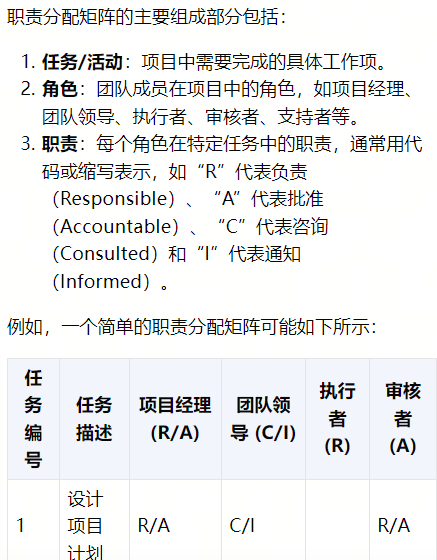 职责分配矩阵的主要组成部分包括：
1. 任务/活动：项目中需要完成的具体工作项。
2. 角色：团队成员在项目中的角色，如项目经理、
团队领导、执行者、审核者、支持者等。
3. 职责：每个角色在特定任务中的职责，通常用代
码或缩写表示，如“R”代表负责
（Responsible）、“A”代表批准
（Accountable）、“C”代表咨询
（Consulted）和“I”代表通知
（Informed）。
例如，一个简单的职责分配矩阵可能如下所示：
任
务
编
号
任务
描述
项目经理
(R/A)
团队领
导 (C/I)
执行
者
(R)
审核
者
(A)
1
设计
项目
计划
R/A
C/I
R/A